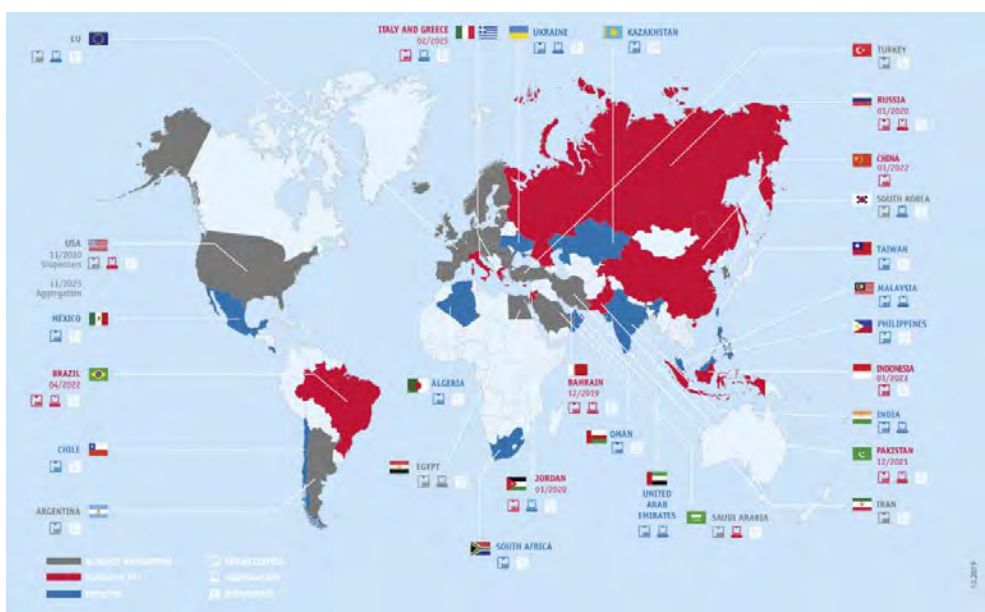 EU
ITALY AND GREECE
02/2025
UKRAINE
KAZAKHSTAN
TURKEY
RUSSIA
01/2020
CHINA
01/2022
SOUTH KOREA
USA
11/2020
Dispensers
11/2023
Aggregation
TAIWAN
MALAYSIA
MEXICO
PHILIPPINES
BRAZIL
04/2022
ALGERIA
BAHRAIN
12/2019
INDONESIA
01/2023
INDIA
OMAN
CHILE
EGYPT
JORDAN
01/2020
UNITED
ARAB
EMIRATES
PAKISTAN
ARGENTINA
SAUDI ARABIA
IRAN
SOUTH AFRICA
10.2019